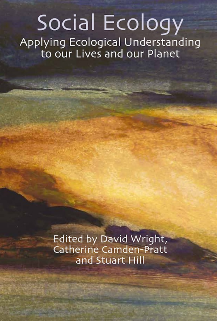 Social Ecology
Applying Ecological Understanding
to our Lives and our Planet
Edited by David Wright,
Catherine Camden-Pratt
and Stuart Hill